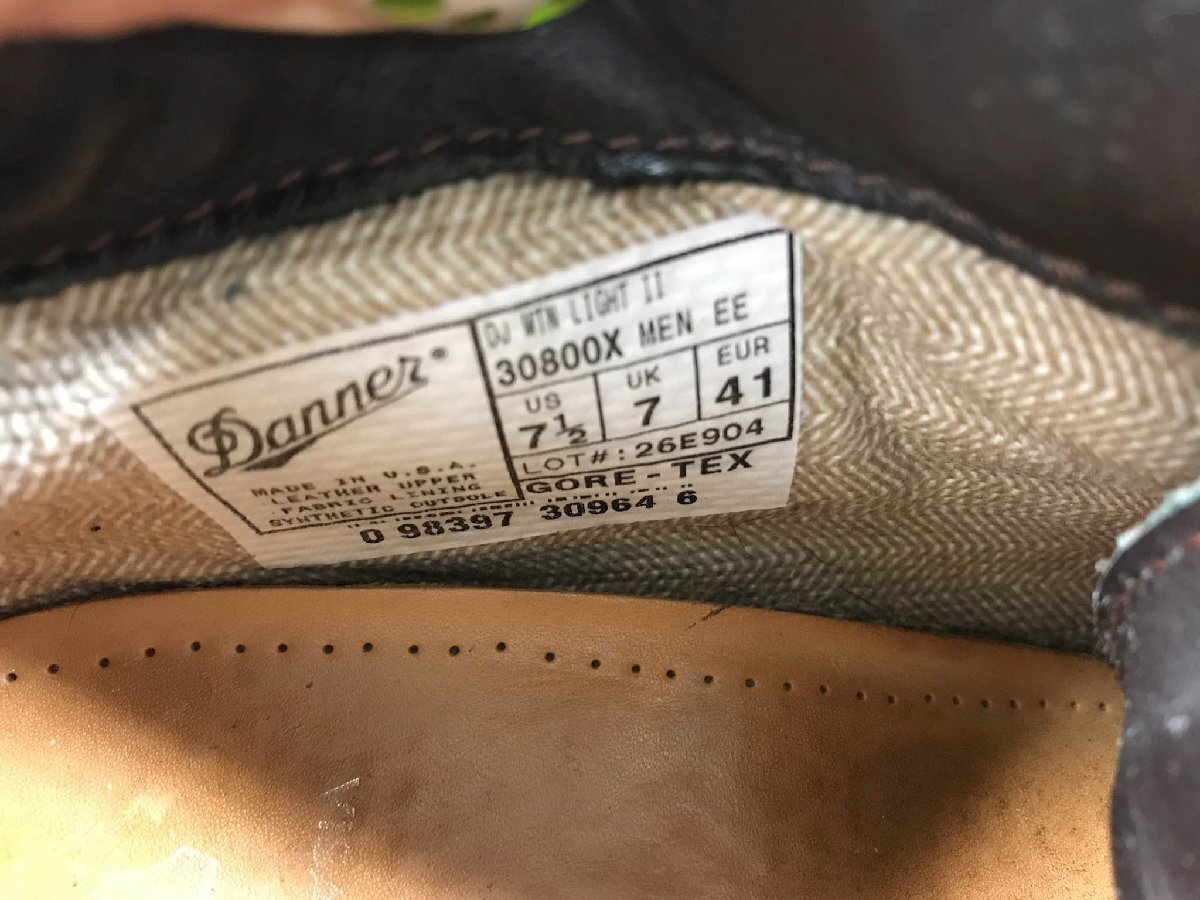 Danner®
MADE IN U.S.A.
LEATHER UPPER
FABRIC LINING
SYNTHETIC OUTSOLE
DJ MTN LIGHT II
30800X MEN EE
US
7½
UK
7
EUR
41
LOT#:26E904
GORE-TEX
0 98397 30964 6